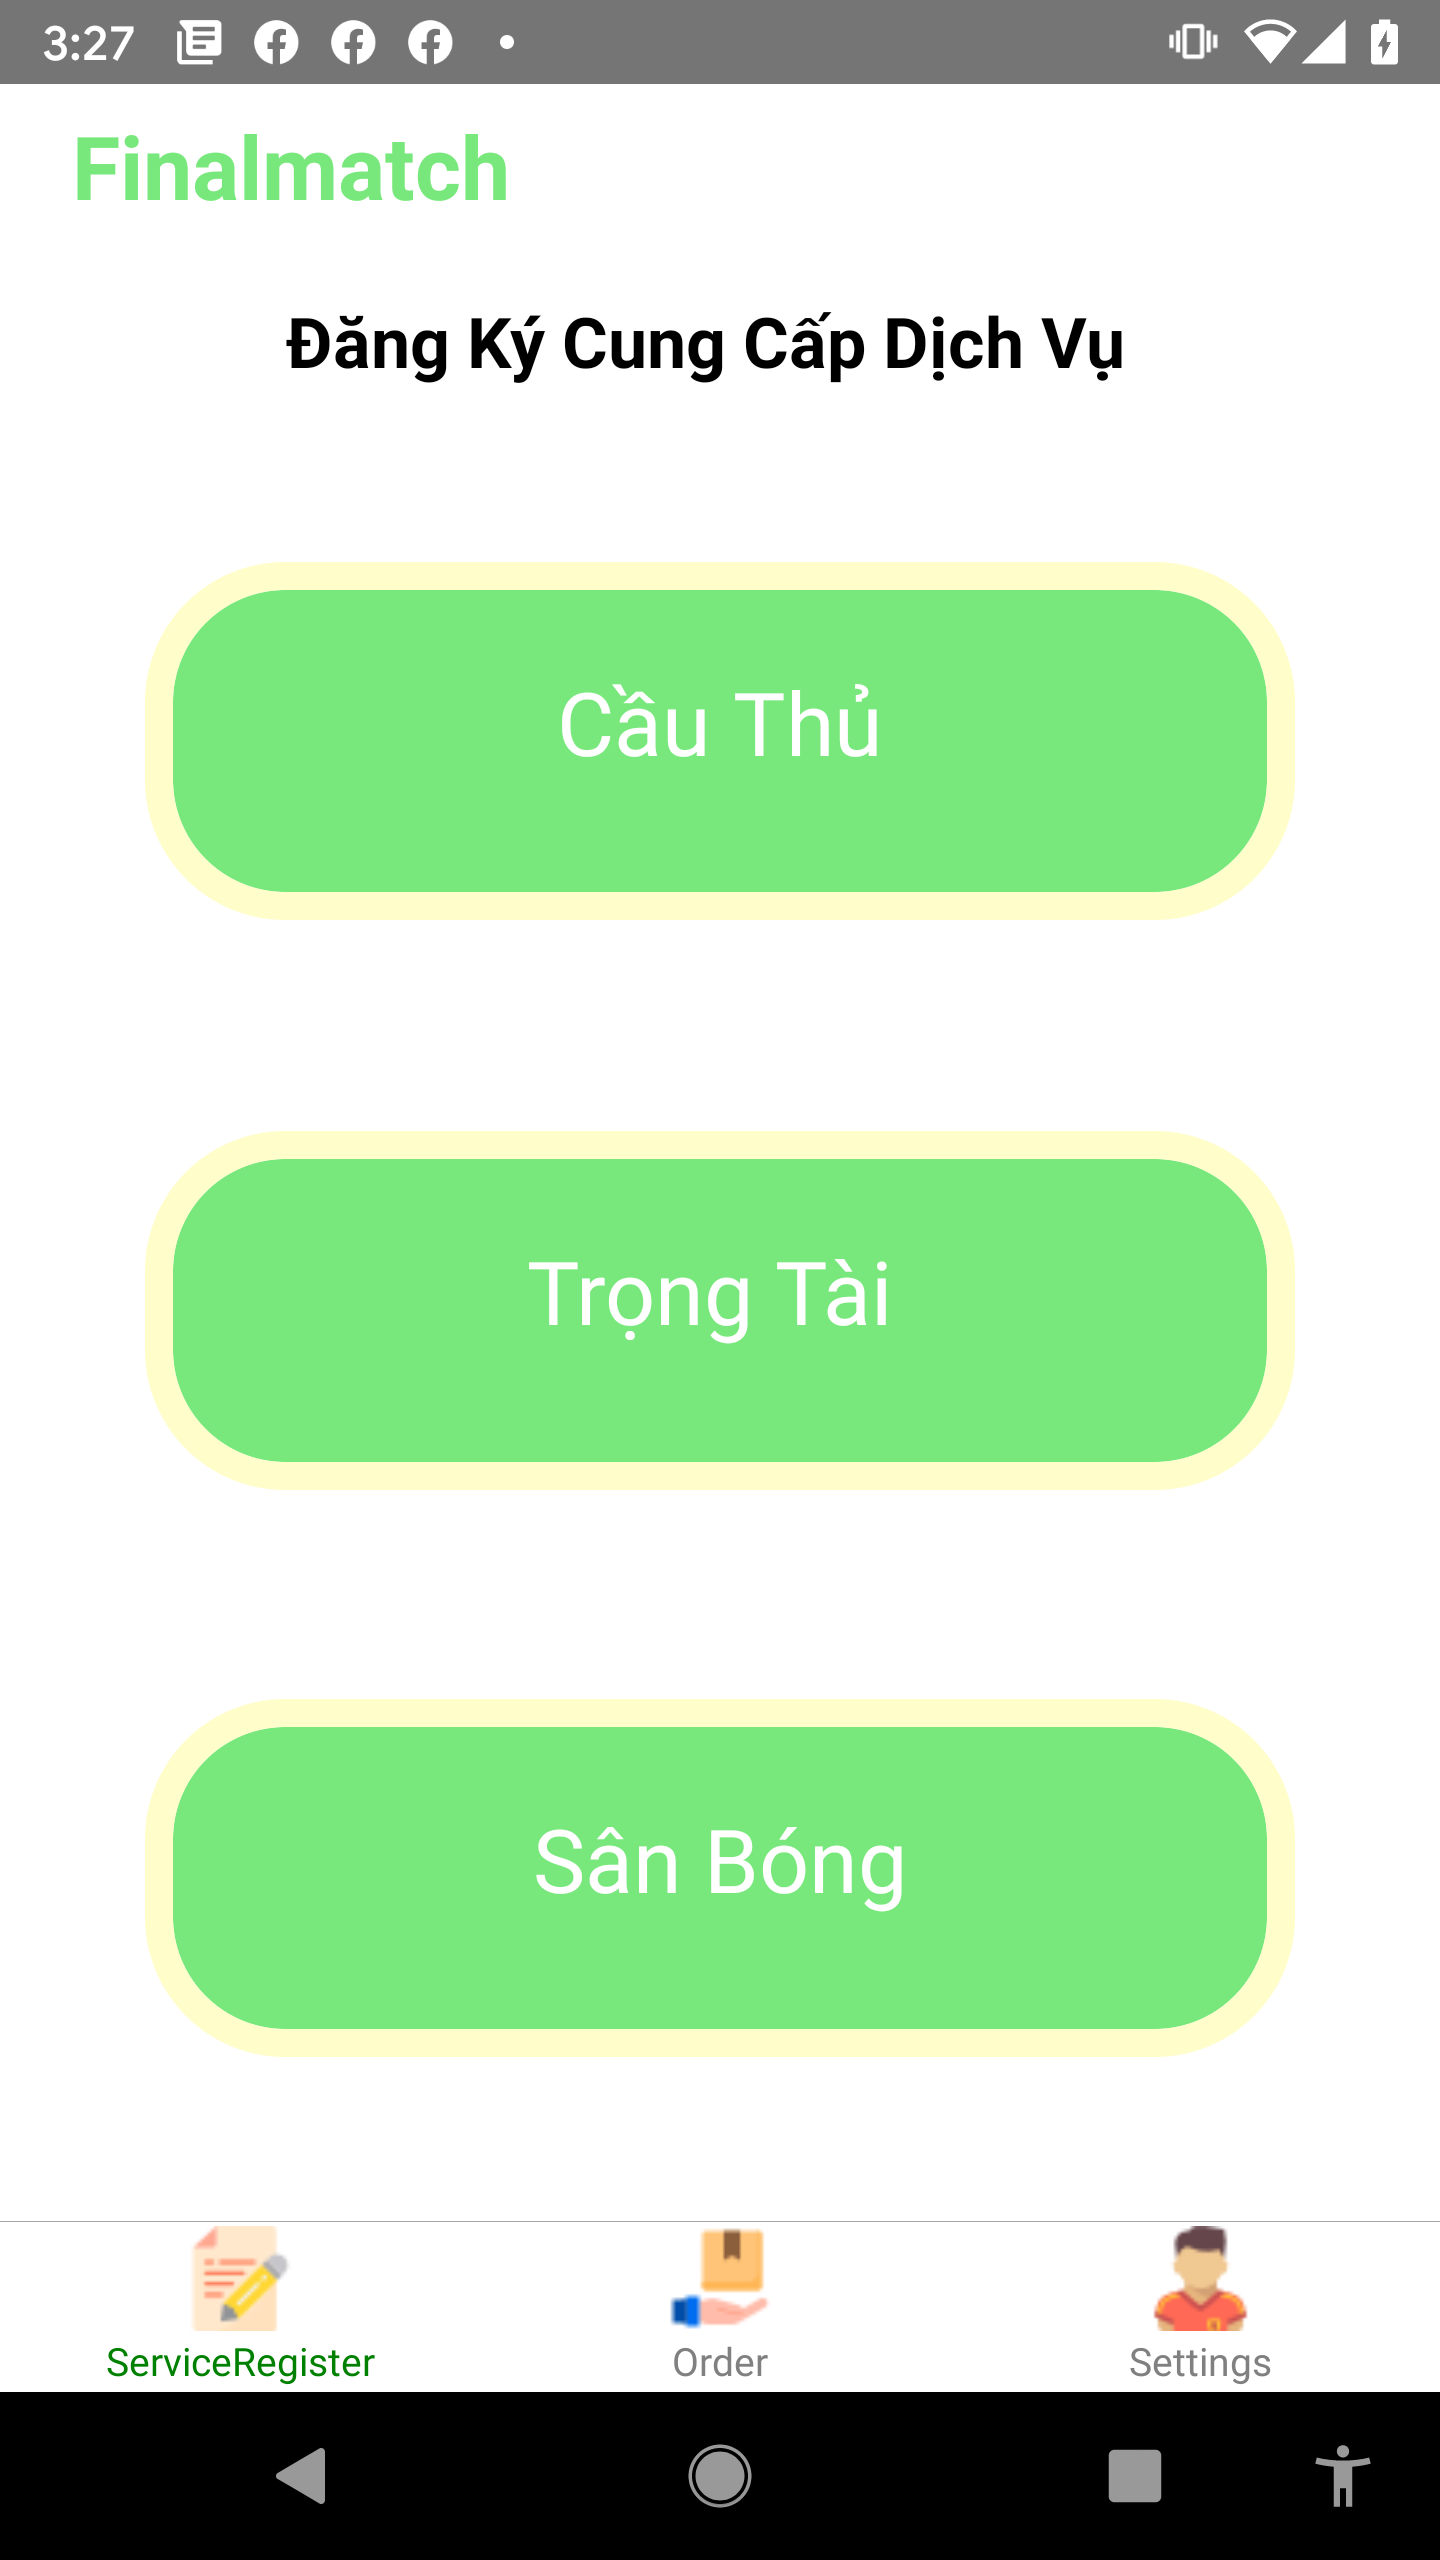 3:27
Finalmatch
Đăng Ký Cung Cấp Dịch Vụ
Cầu Thủ
Trọng Tài
Sân Bóng
ServiceRegister
Order
Settings